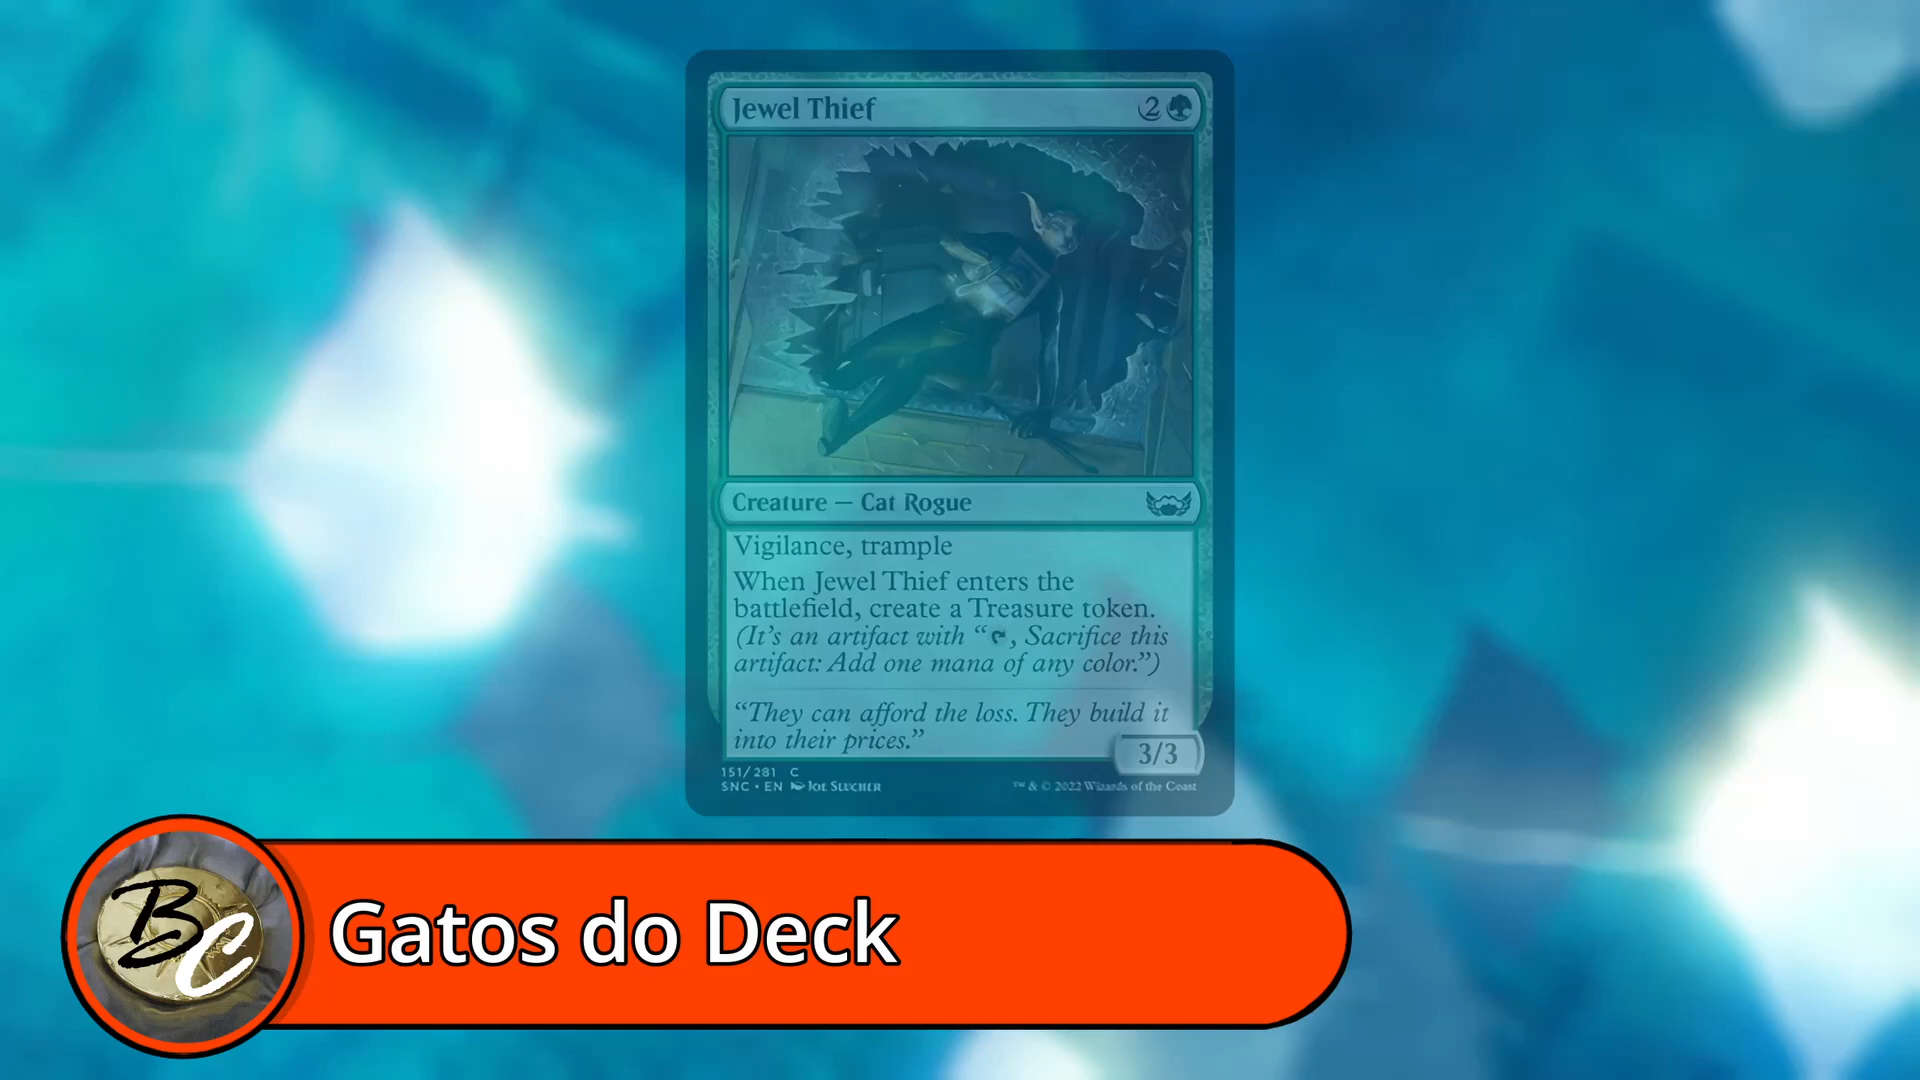 Jewel Thief 2
Creature — Cat Rogue
Vigilance, trample
When Jewel Thief enters the
battlefield, create a Treasure token.
(It’s an artifact with “, Sacrifice this
artifact: Add one mana of any color.”)
“They can afford the loss. They build it
into their prices.”
3/3
151/281 C
SNC • EN Joe Slucher
™ & © 2022 Wizards of the Coast
BC
Gatos do Deck